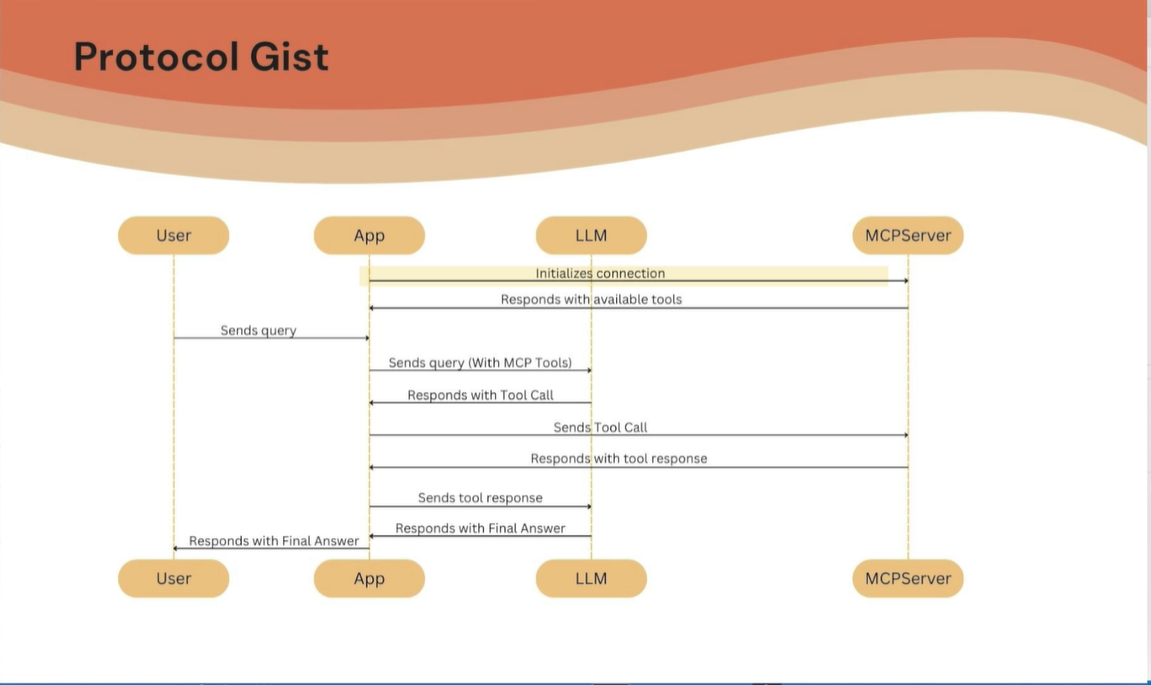 Protocol Gist
User
App
LLM
MCPServer
Initializes connection
Responds with available tools
Sends query
Sends query (With MCP Tools)
Responds with Tool Call
Sends Tool Call
Responds with tool response
Sends tool response
Responds with Final Answer
Responds with Final Answer
User
App
LLM
MCPServer